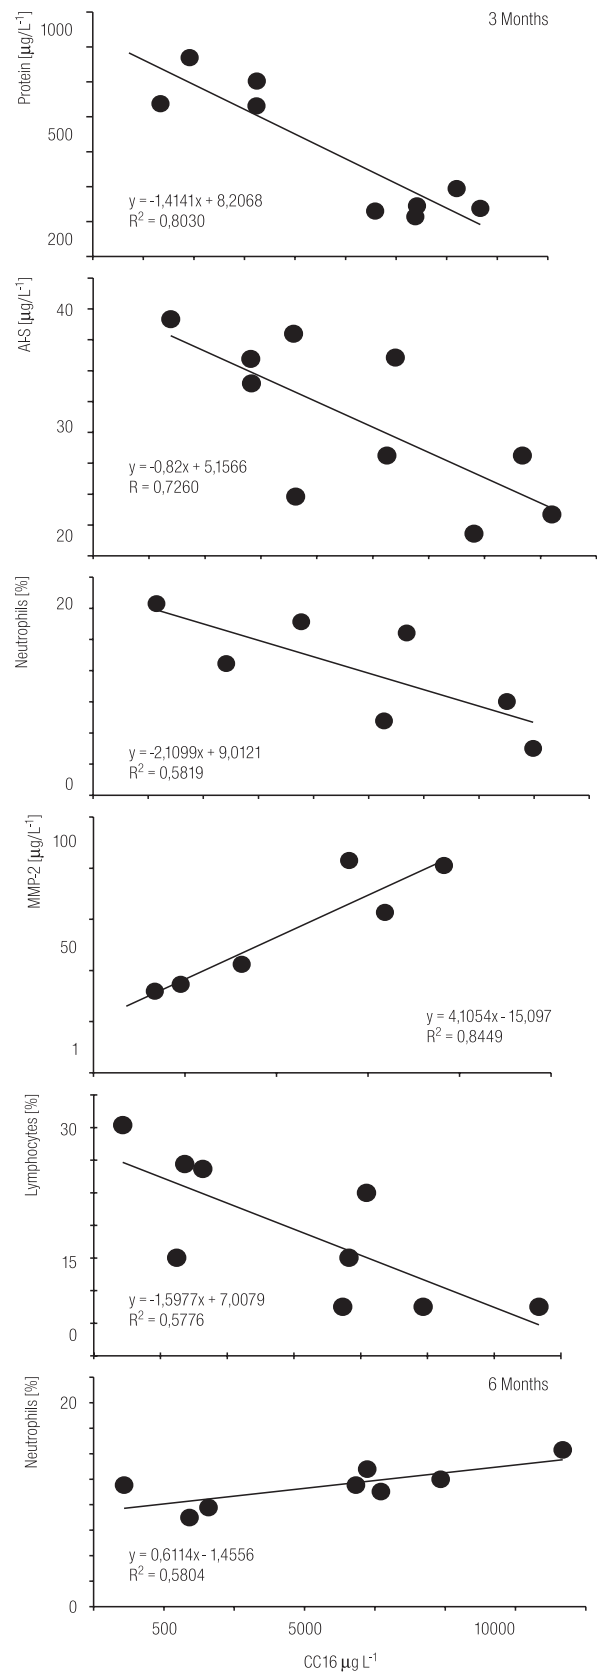 3 Months
Protein [µg/L⁻¹]
1000
500
200
y = -1,4141x + 8,2068
R² = 0,8030
AI-S [µg/L⁻¹]
40
30
20
y = -0,82x + 5,1566
R = 0,7260
Neutrophils [%]
20
0
y = -2,1099x + 9,0121
R² = 0,5819
MMP-2 [µg/L⁻¹]
100
50
1
y = 4,1054x - 15,097
R² = 0,8449
Lymphocytes [%]
30
15
0
y = -1,5977x + 7,0079
R² = 0,5776
6 Months
Neutrophils [%]
20
0
y = 0,6114x - 1,4556
R² = 0,5804
500 5000 10000
CC16 µg L⁻¹